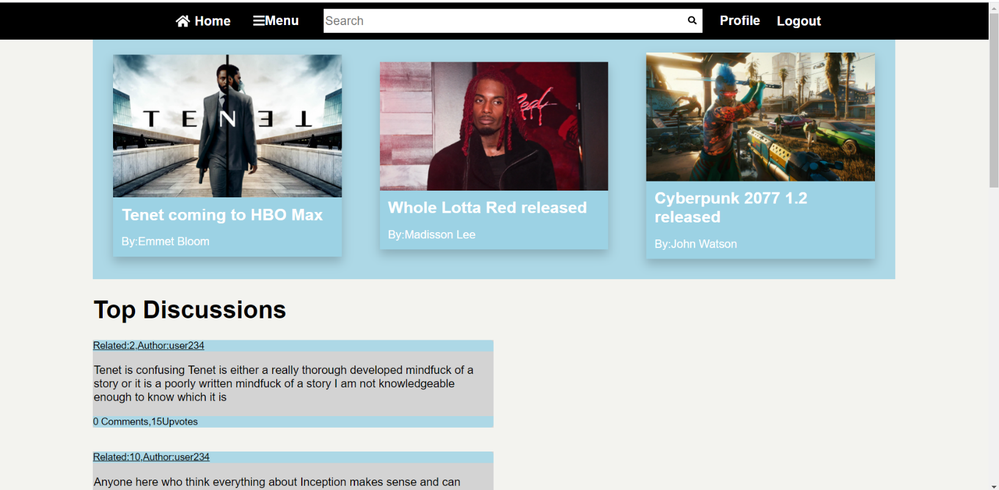 Home
Menu
Search
Profile
Logout
TENET
Red
Tenet coming to HBO Max
By:Emmet Bloom
Whole Lotta Red released
By:Madisson Lee
Cyberpunk 2077 1.2
released
By:John Watson
Top Discussions
Related:2,Author:user234
Tenet is confusing Tenet is either a really thorough developed mindfuck of a
story or it is a poorly written mindfuck of a story I am not knowledgeable
enough to know which it is
0 Comments,15Upvotes
Related:10,Author:user234
Anyone here who think everything about Inception makes sense and can